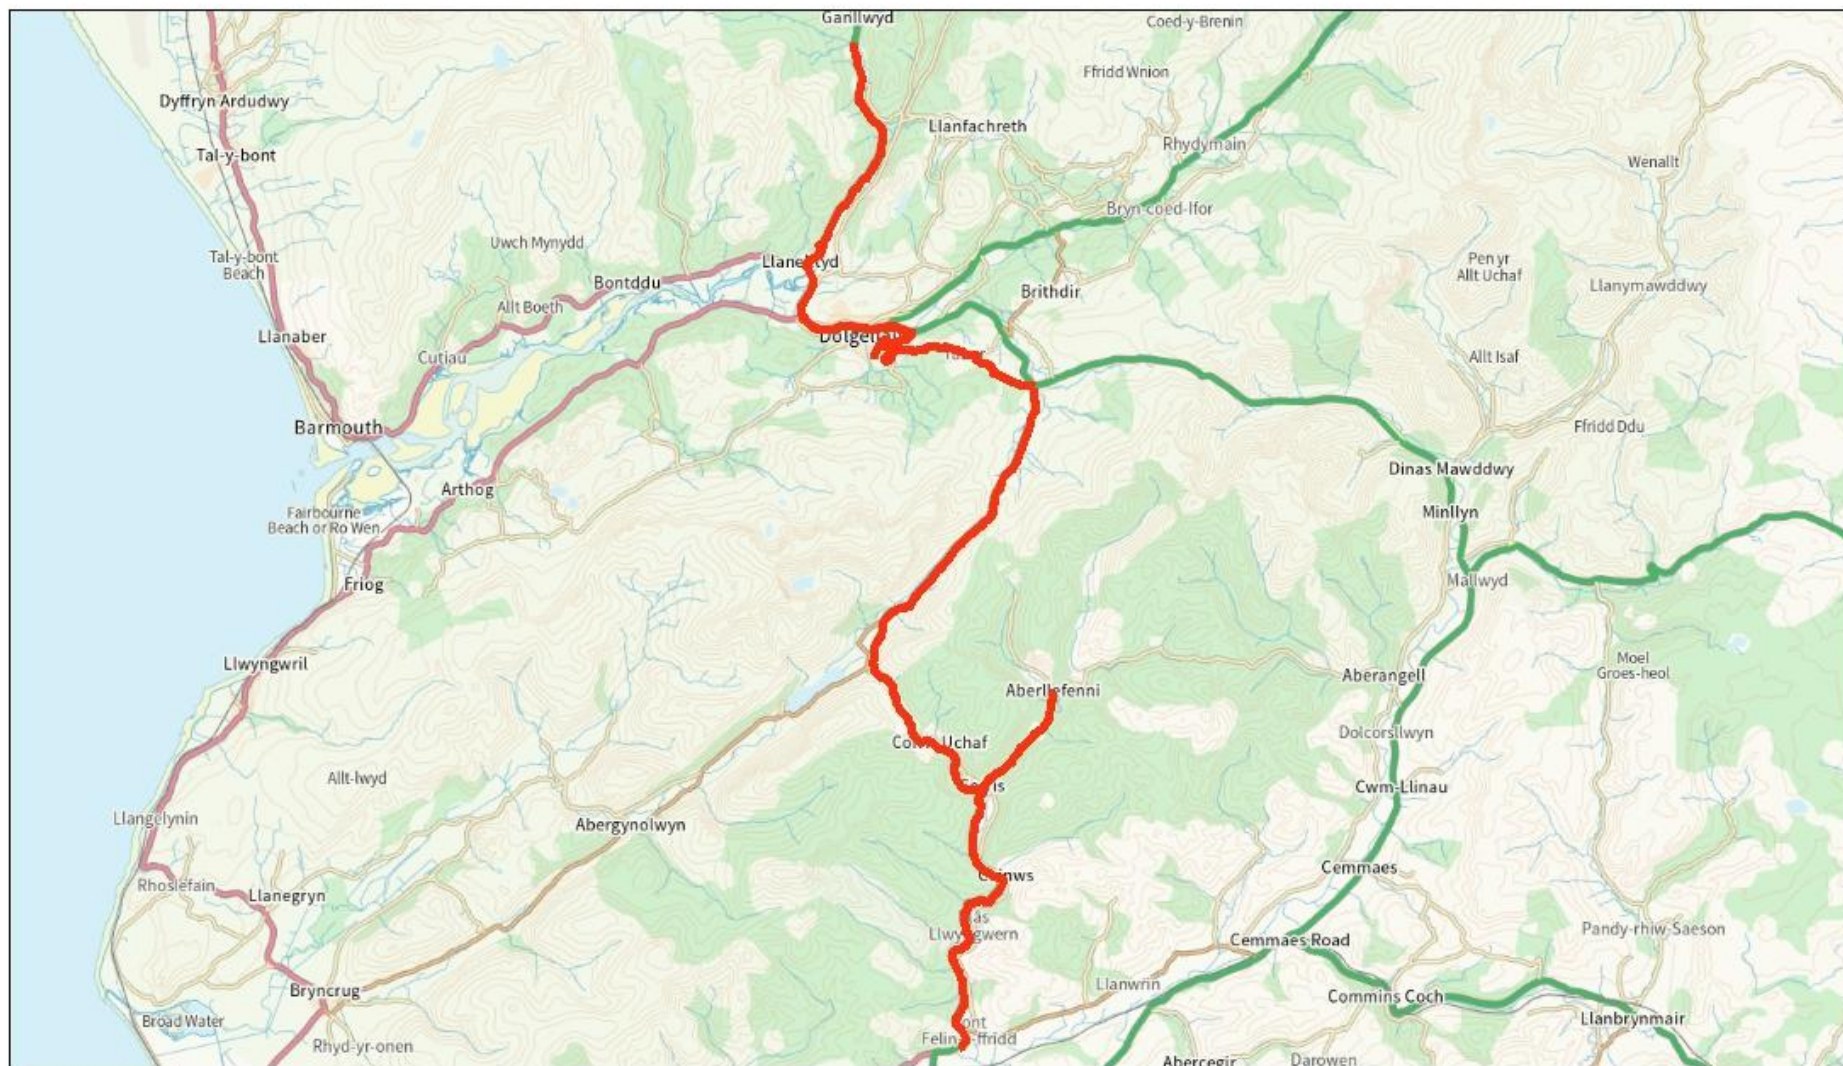 Ganllwyd
Coed-y-Brenin
Ffridd Wnion
Dyffryn Ardudwy
Llanfachreth
Rhydymain
Tal-y-bont
Wenallt
Bryn-coed-Ifor
Uwch Mynydd
Tal-y-bont
Beach
Pen yr
Allt Uchaf
Bontddu
Llanymawddwy
Brithdir
Allt Boeth
Llanaber
Cutiau
Allt Isaf
Barmouth
Ffridd Ddu
Dinas Mawddwy
Arthog
Fairbourne
Beach or Ro Wen
Minllyn
Friog
Mallwyd
Llwyngwril
Moel
Groes-heol
Aberangell
Aberllefenni
Dolcorsllwyn
Uchaf
Allt-lwyd
Cwm-Llinau
Llangelynin
Abergynolwyn
Cemmaes
Rhoslefain
Llanegryn
Pandy-rhiw-Saeson
Cemmaes Road
Llanwrin
Bryncrug
Commins Coch
Broad Water
Llanbrynmair
Rhyd-yr-onen
Abercegir
Darowen